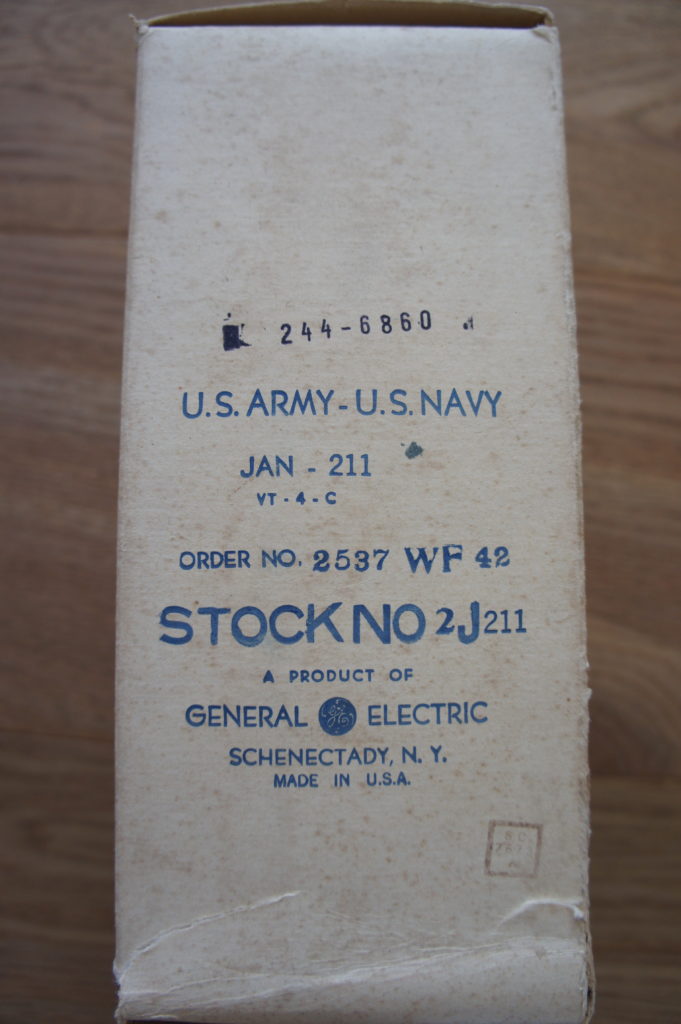 244-6860
U.S. ARMY - U.S. NAVY
JAN - 211
VT - 4 - C
ORDER NO. 2537 WF 42
STOCK NO 2J211
A PRODUCT OF
GENERAL GE ELECTRIC
SCHENECTADY, N. Y.
MADE IN U.S.A.